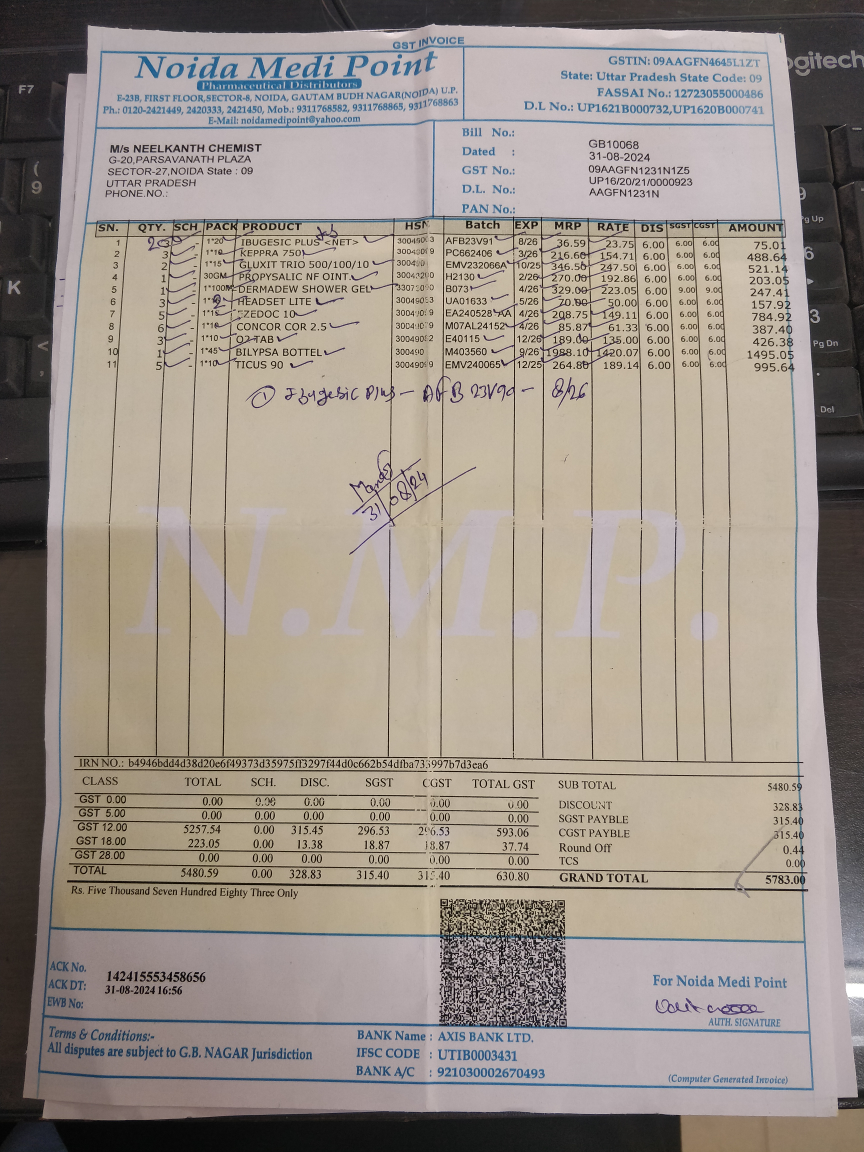 GST INVOICE
Noida Medi Point
Pharmaceutical Distributors
E-23B, FIRST FLOOR,SECTOR-8, NOIDA, GAUTAM BUDH NAGAR(NOIDA) U.P.
Ph.: 0120-2421449, 2420333, 2421450, Mob.: 9311768582, 9311768865, 9311768863
E-Mail: noidamedipoint@yahoo.com
GSTIN: 09AAGFN4645L1ZT
State: Uttar Pradesh State Code: 09
FASSAI No.: 12723055000486
D.L No.: UP1621B000732,UP1620B000741
M/s NEELKANTH CHEMIST
G-20,PARSAVANATH PLAZA
SECTOR-27,NOIDA State : 09
UTTAR PRADESH
PHONE.NO.:
Bill No.: GB10068
Dated : 31-08-2024
GST No.: 09AAGFN1231N1Z5
D.L. No.: UP16/20/21/0000923
PAN No.: AAGFN1231N
SN. QTY. SCH PACK PRODUCT HSN Batch EXP MRP RATE DIS SGST CGST AMOUNT
1 1*20 IBUGESIC PLUS <NET> AFB23V91 8/26 36.59 23.75 6.00 6.00 6.00 75.01
2 3 1*10 KEPPRA 750 PC662406 3/26 216.60 154.71 6.00 6.00 6.00 488.64
3 2 1*15 GLUXIT TRIO 500/100/10 EMV232066A 10/25 346.50 247.50 6.00 6.00 6.00 521.14
4 1 30GM PROPYSALIC NF OINT H2130 2/26 270.00 192.86 6.00 6.00 6.00 203.05
5 1 1*100M DERMADEW SHOWER GEL B073 4/26 329.00 223.05 6.00 9.00 9.00 247.41
6 3 HEADSET LITE UA01633 5/26 70.00 50.00 6.00 6.00 6.00 157.92
7 5 1*15 EZEDOC 10 EA240528 AA 4/26 208.75 149.11 6.00 6.00 6.00 784.92
8 6 1*10 CONCOR COR 2.5 M07AL24152 4/26 85.87 61.33 6.00 6.00 6.00 387.40
9 3 1*10 O2 TAB E40115 12/26 189.00 135.00 6.00 6.00 6.00 426.38
10 1 1*45 BILYPSA BOTTEL M403560 9/26 1988.10 1420.07 6.00 6.00 6.00 1495.05
11 5 1*10 TICUS 90 EMV240065 12/25 264.80 189.14 6.00 6.00 6.00 995.64
① Ibugesic Plus - AFB 23V90 - 8/26
31/08/24
N.M.P.
IRN NO.: b4946bdd4d38d20e6f49373d35975ff3297f44d0c662b54dfba733997b7d3ea6
CLASS TOTAL SCH. DISC. SGST CGST TOTAL GST
GST 0.00 0.00 0.00 0.00 0.00 0.00 0.00
GST 5.00 0.00 0.00 0.00 0.00 0.00 0.00
GST 12.00 5257.54 0.00 315.45 296.53 296.53 593.06
GST 18.00 223.05 0.00 13.38 18.87 18.87 37.74
GST 28.00 0.00 0.00 0.00 0.00 0.00 0.00
TOTAL 5480.59 0.00 328.83 315.40 315.40 630.80
SUB TOTAL 5480.59
DISCOUNT 328.83
SGST PAYBLE 315.40
CGST PAYBLE 315.40
Round Off 0.44
TCS 0.00
GRAND TOTAL 5783.00
Rs. Five Thousand Seven Hundred Eighty Three Only
ACK No. 142415553458656
ACK DT: 31-08-2024 16:56
EWB No:
For Noida Medi Point
AUTH. SIGNATURE
Terms & Conditions:-
All disputes are subject to G.B. NAGAR Jurisdiction
BANK Name : AXIS BANK LTD.
IFSC CODE : UTIB0003431
BANK A/C : 921030002670493
(Computer Generated Invoice)
ogitech
F7
9
(
K
Pg Up
3
Pg Dn
Del